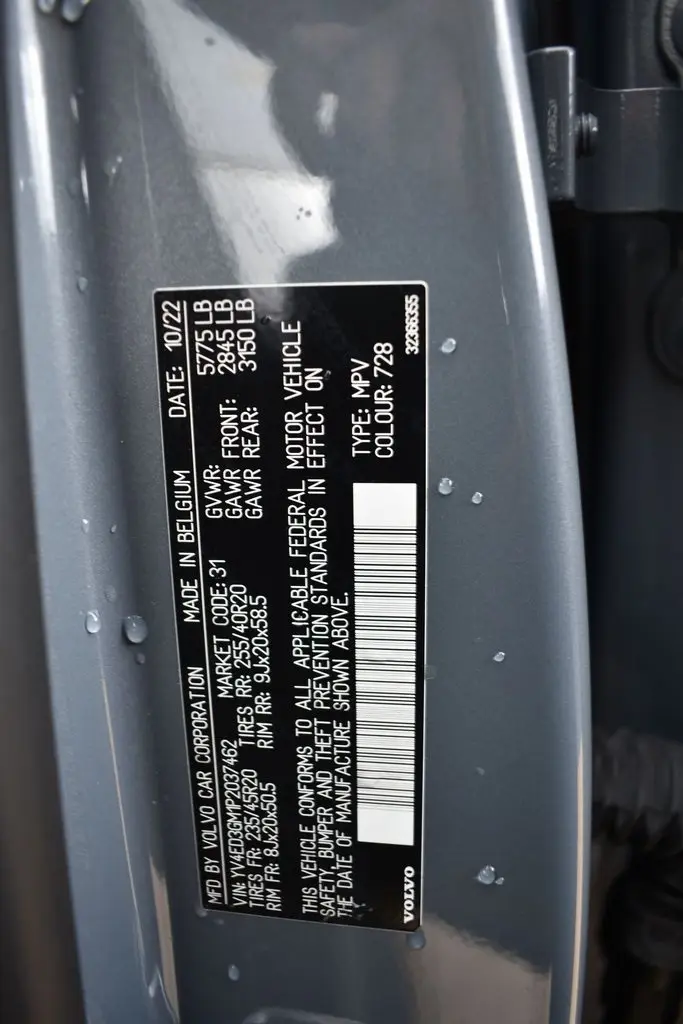 MFD BY VOLVO CAR CORPORATION MADE IN BELGIUM DATE: 10/22
VIN: YV4ED3GM1P2037462 MARKET CODE: 31 GVWR: 5775 LB
TIRES FR: 235/45R20 TIRES RR: 255/40R20 GAWR FRONT: 2845 LB
RIM FR: 8Jx20x50.5 RIM RR: 9Jx20x58.5 GAWR REAR: 3150 LB
THIS VEHICLE CONFORMS TO ALL APPLICABLE FEDERAL MOTOR VEHICLE
SAFETY, BUMPER AND THEFT PREVENTION STANDARDS IN EFFECT ON
THE DATE OF MANUFACTURE SHOWN ABOVE.
TYPE: MPV
COLOUR: 728
VOLVO 32366355